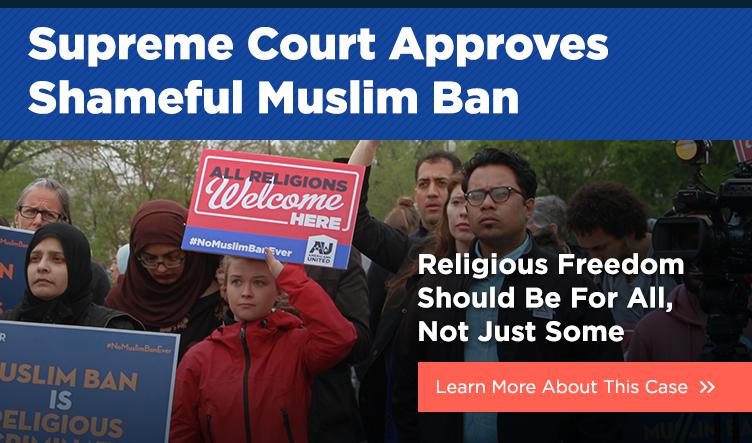 Supreme Court Approves
Shameful Muslim Ban
ALL RELIGIONS
Welcome
HERE
#NoMuslimBanEver
AU
AMERICANS
UNITED
Religious Freedom
Should Be For All,
Not Just Some
Learn More About This Case »
#NoMuslimBanEver
USLIM BAN
IS
ELIGIOUS